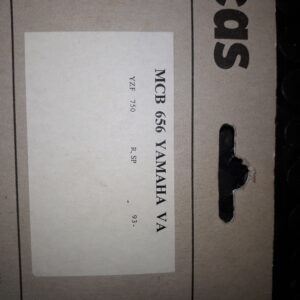 cas
MCB 656 YAMAHA VA
YZF 750 R,SP , 93-